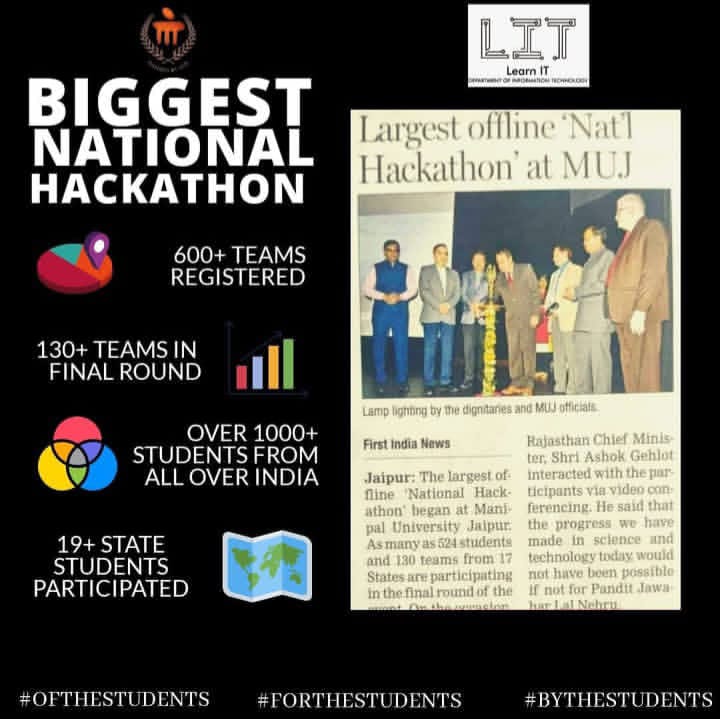 BIGGEST
NATIONAL
HACKATHON
600+ TEAMS
REGISTERED
130+ TEAMS IN
FINAL ROUND
OVER 1000+
STUDENTS FROM
ALL OVER INDIA
19+ STATE
STUDENTS
PARTICIPATED
LIT
Learn IT
DEPARTMENT OF INFORMATION TECHNOLOGY
Largest offline ‘Nat’l
Hackathon’ at MUJ
Lamp lighting by the dignitaries and MUJ officials.
First India News
Jaipur: The largest of-
fline ‘National Hack-
athon’ began at Mani-
pal University Jaipur.
As many as 524 students
and 130 teams from 17
States are participating
in the final round of the
event. On the occasion
Rajasthan Chief Minis-
ter, Shri Ashok Gehlot
interacted with the par-
ticipants via video con-
ferencing. He said that
the progress we have
made in science and
technology today, would
not have been possible
if not for Pandit Jawa-
har Lal Nehru.
#OFTHESTUDENTS
#FORTHESTUDENTS
#BYTHESTUDENTS